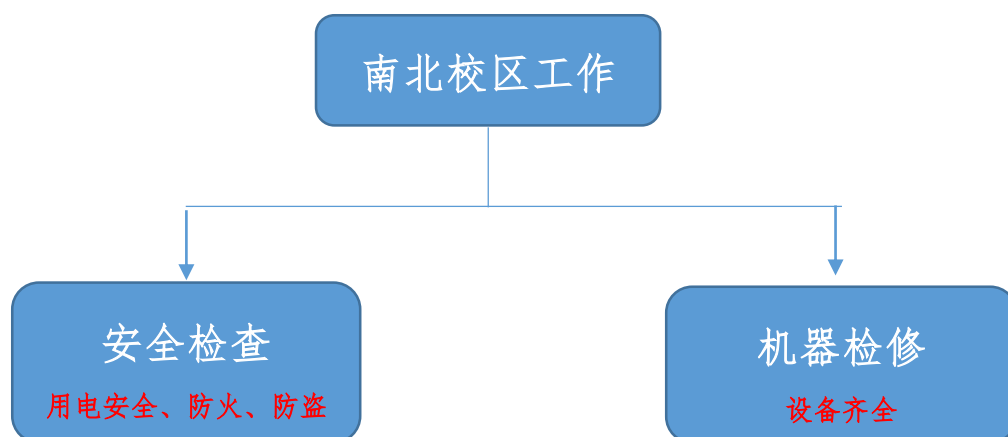 南北校区工作
安全检查
用电安全、防火、防盗
机器检修
设备齐全